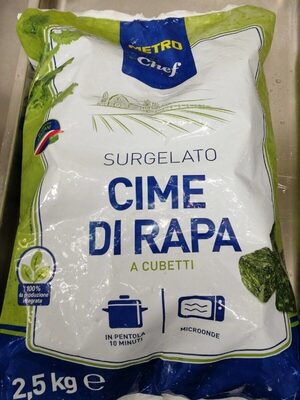 METRO
Chef
SURGELATO
CIME
DI RAPA
A CUBETTI
100%
da produzione
integrata
IN PENTOLA
10 MINUTI
MICROONDE
2,5 kg ℮